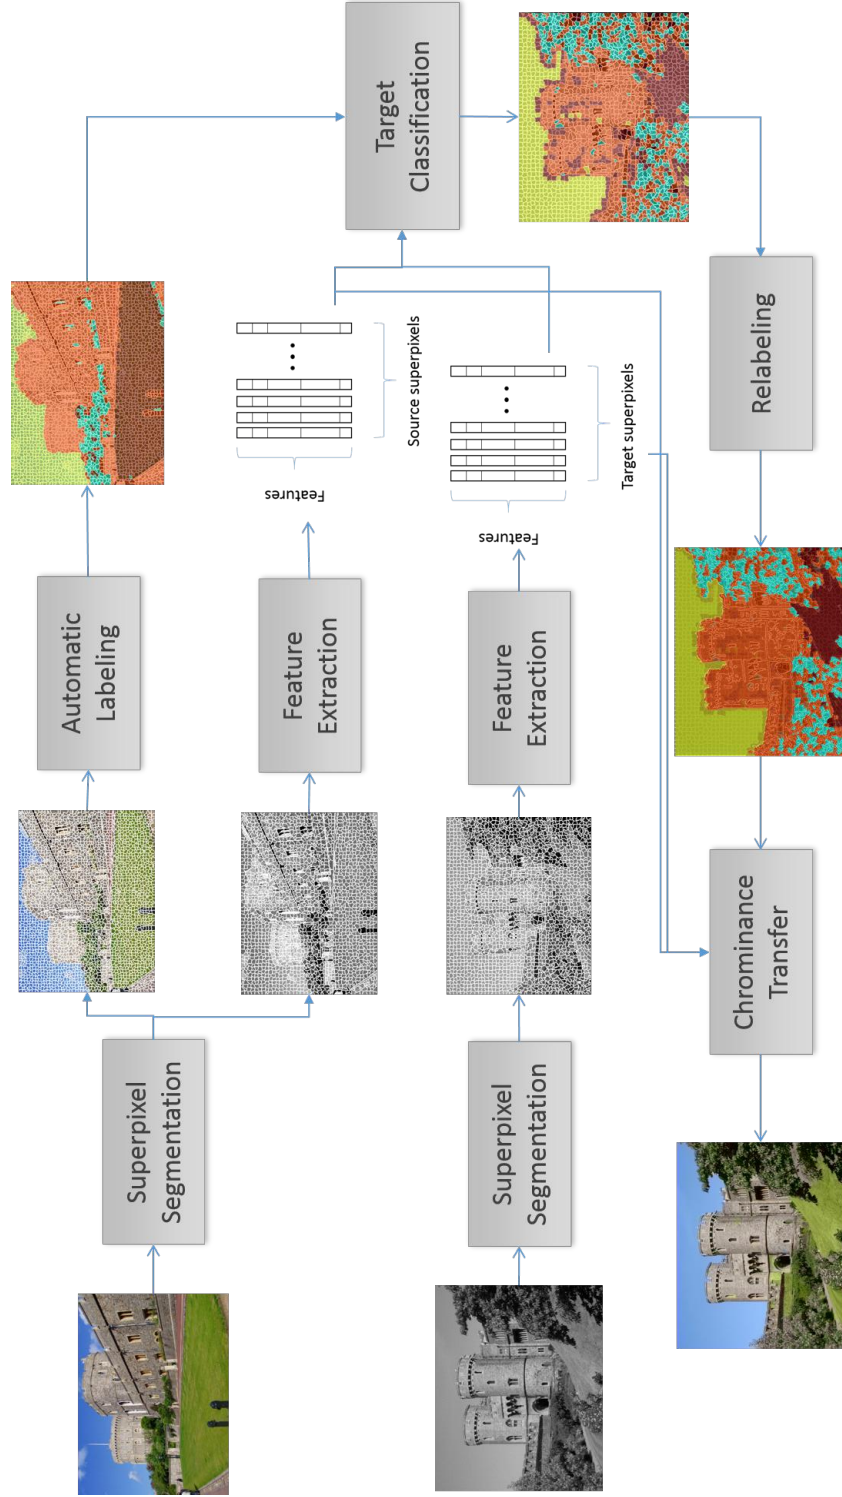 Superpixel
Segmentation
Automatic
Labeling
Feature
Extraction
Features
Source superpixels
Target
Classification
Superpixel
Segmentation
Feature
Extraction
Features
Target superpixels
Relabeling
Chrominance
Transfer